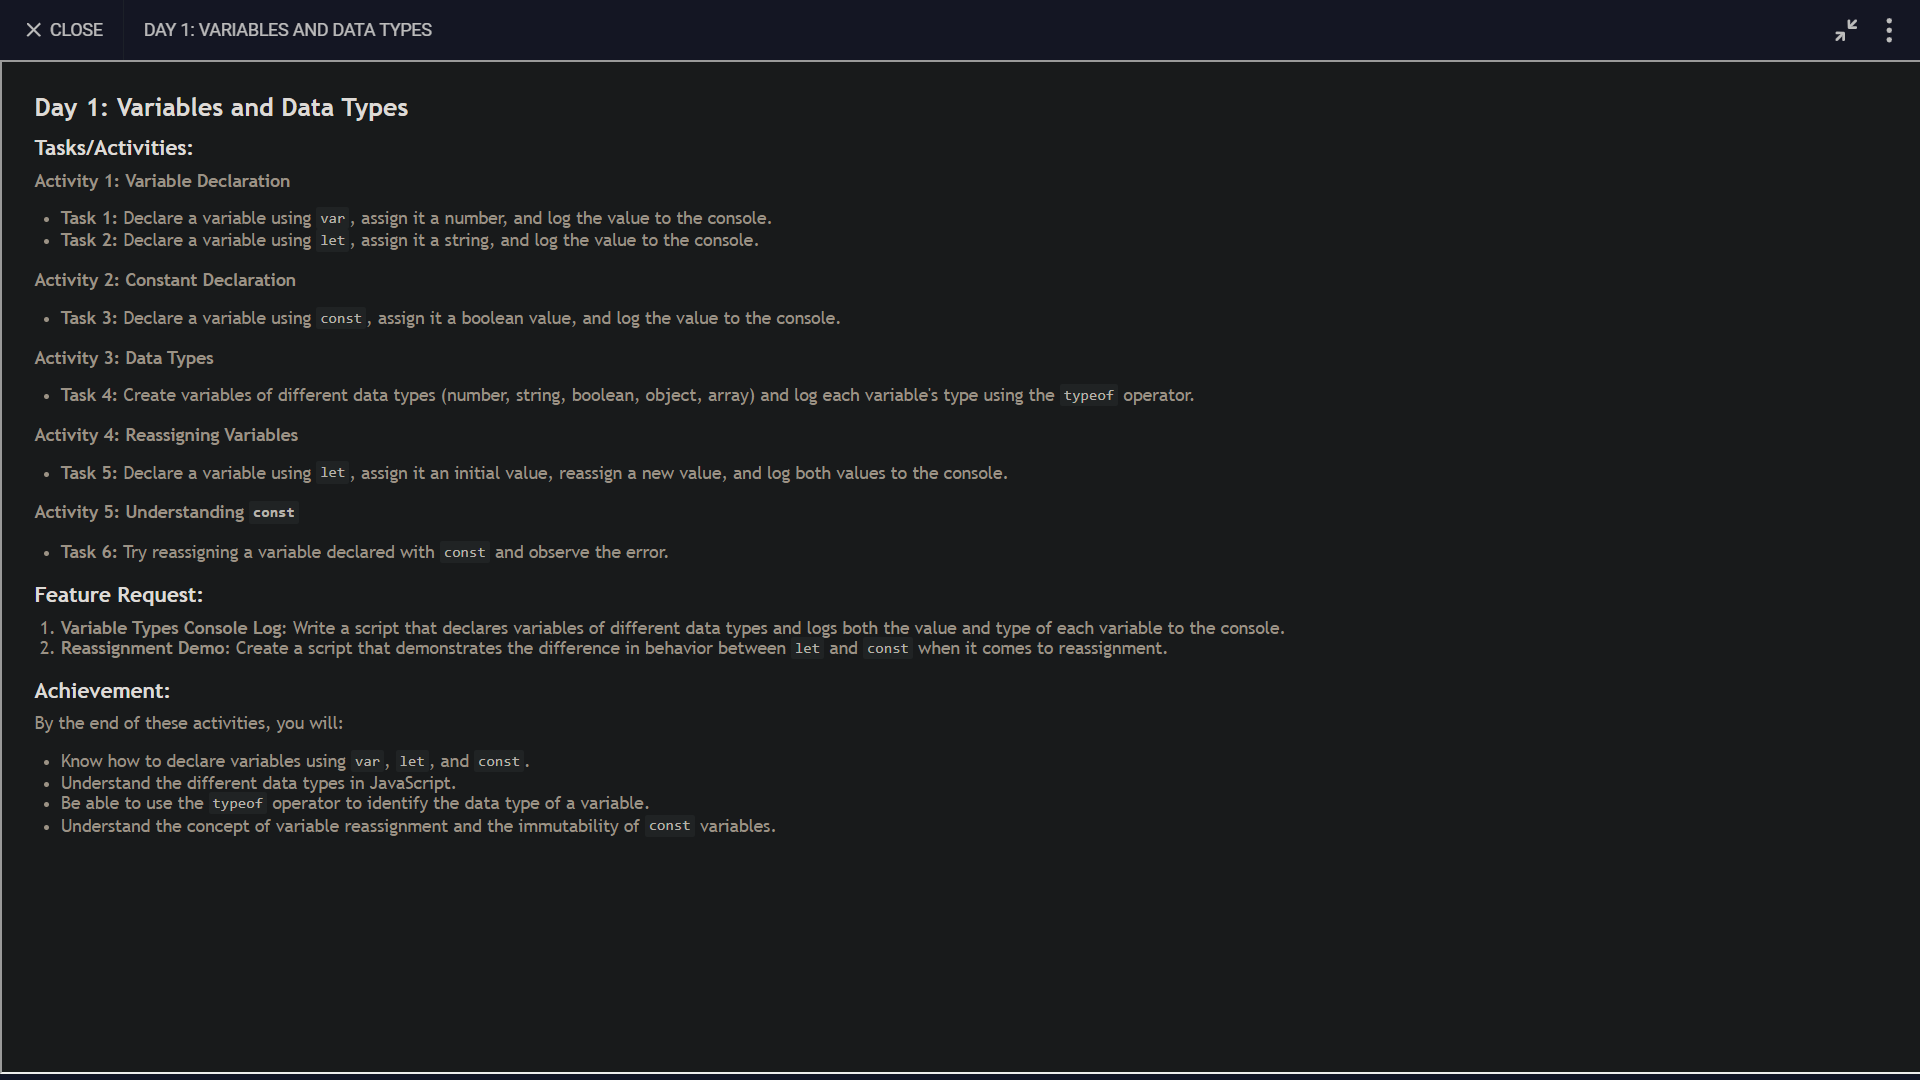 CLOSE DAY 1: VARIABLES AND DATA TYPES
Day 1: Variables and Data Types
Tasks/Activities:
Activity 1: Variable Declaration
• Task 1: Declare a variable using var, assign it a number, and log the value to the console.
• Task 2: Declare a variable using let, assign it a string, and log the value to the console.
Activity 2: Constant Declaration
• Task 3: Declare a variable using const, assign it a boolean value, and log the value to the console.
Activity 3: Data Types
• Task 4: Create variables of different data types (number, string, boolean, object, array) and log each variable's type using the typeof operator.
Activity 4: Reassigning Variables
• Task 5: Declare a variable using let, assign it an initial value, reassign a new value, and log both values to the console.
Activity 5: Understanding const
• Task 6: Try reassigning a variable declared with const and observe the error.
Feature Request:
1. Variable Types Console Log: Write a script that declares variables of different data types and logs both the value and type of each variable to the console.
2. Reassignment Demo: Create a script that demonstrates the difference in behavior between let and const when it comes to reassignment.
Achievement:
By the end of these activities, you will:
• Know how to declare variables using var, let, and const.
• Understand the different data types in JavaScript.
• Be able to use the typeof operator to identify the data type of a variable.
• Understand the concept of variable reassignment and the immutability of const variables.